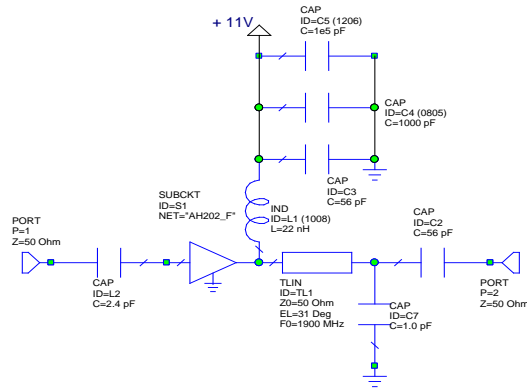 CAP
ID=C5 (1206)
C=1e5 pF
+ 11V
CAP
ID=C4 (0805)
C=1000 pF
SUBCKT
ID=S1
NET="AH202_F"
CAP
ID=C3
C=56 pF
IND
ID=L1 (1008)
L=22 nH
PORT
P=1
Z=50 Ohm
CAP
ID=C2
C=56 pF
CAP
ID=L2
C=2.4 pF
TLIN
ID=TL1
Z0=50 Ohm
EL=31 Deg
F0=1900 MHz
CAP
ID=C7
C=1.0 pF
PORT
P=2
Z=50 Ohm